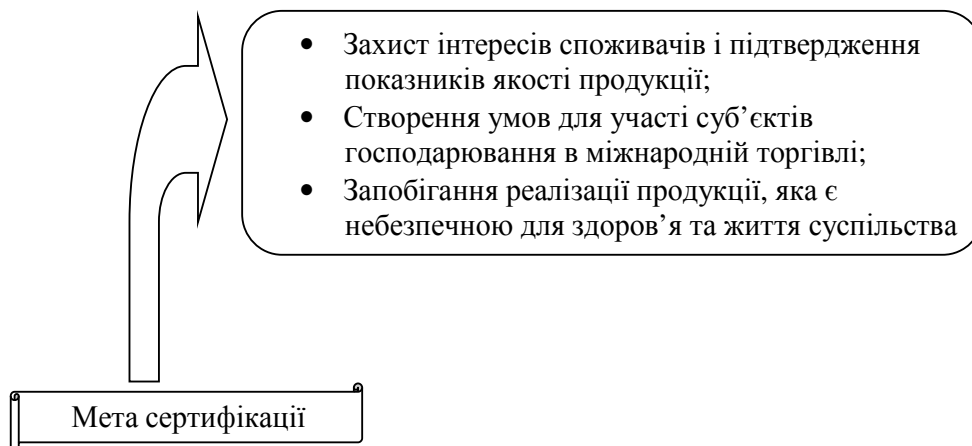 • Захист інтересів споживачів і підтвердження
показників якості продукції;
• Створення умов для участі суб’єктів
господарювання в міжнародній торгівлі;
• Запобігання реалізації продукції, яка є
небезпечною для здоров’я та життя суспільства
Мета сертифікації